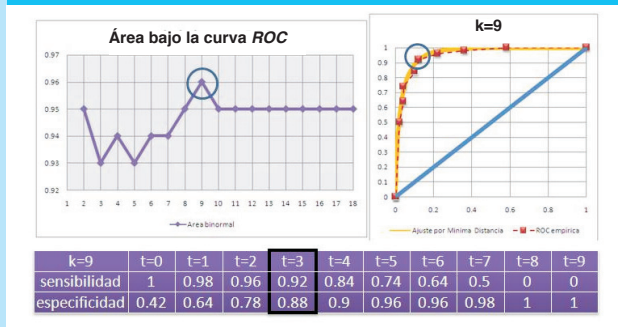 Área bajo la curva ROC
0.97
0.96
0.95
0.94
0.93
0.92
1 2 3 4 5 6 7 8 9 10 11 12 13 14 15 16 17 18
Area binormal
k=9
1
0.9
0.8
0.7
0.6
0.5
0.4
0.3
0.2
0.1
0
0 0.2 0.4 0.6 0.8 1
Ajuste por Minima Distancia ROC empirica
k=9 t=0 t=1 t=2 t=3 t=4 t=5 t=6 t=7 t=8 t=9
sensibilidad 1 0.98 0.96 0.92 0.84 0.74 0.64 0.5 0 0
especificidad 0.42 0.64 0.78 0.88 0.9 0.96 0.96 0.98 1 1